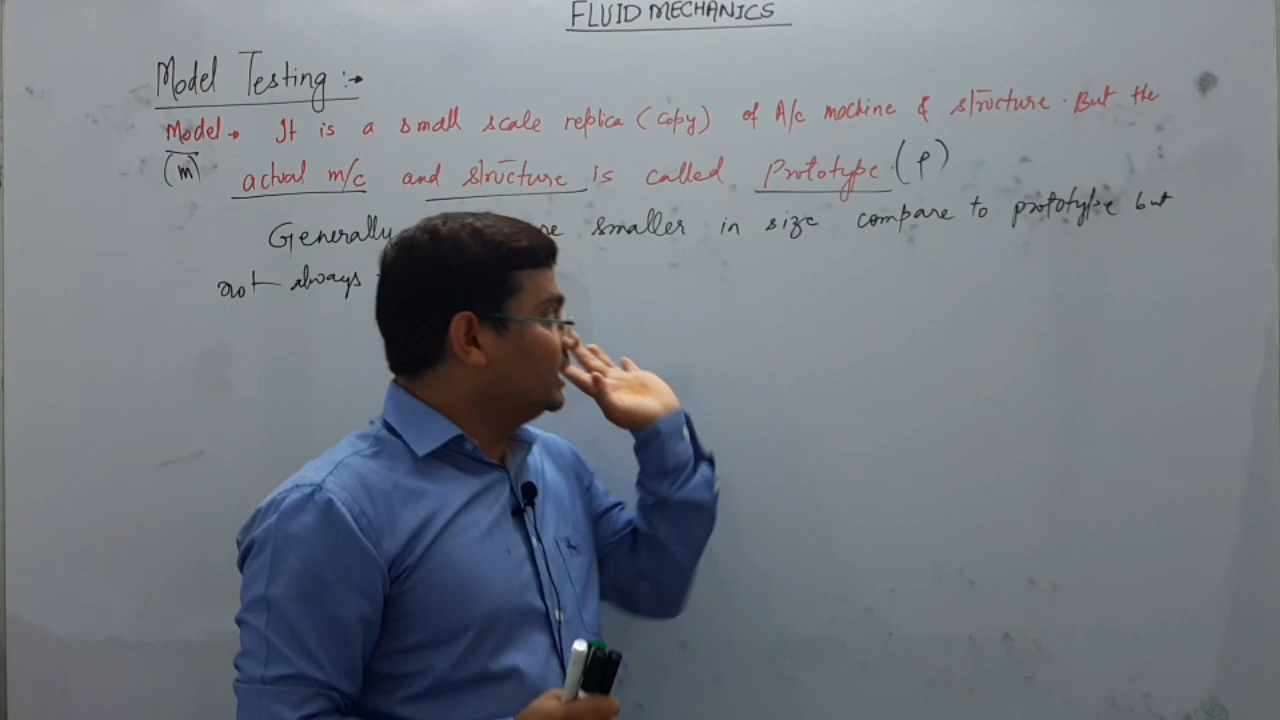 FLUID MECHANICS
Model Testing :→
Model → It is a small scale replica (copy) of A/c machine & structure. But the
(m) actual m/c and structure is called Prototype (P)
Generally smaller in size compare to prototype but
not always